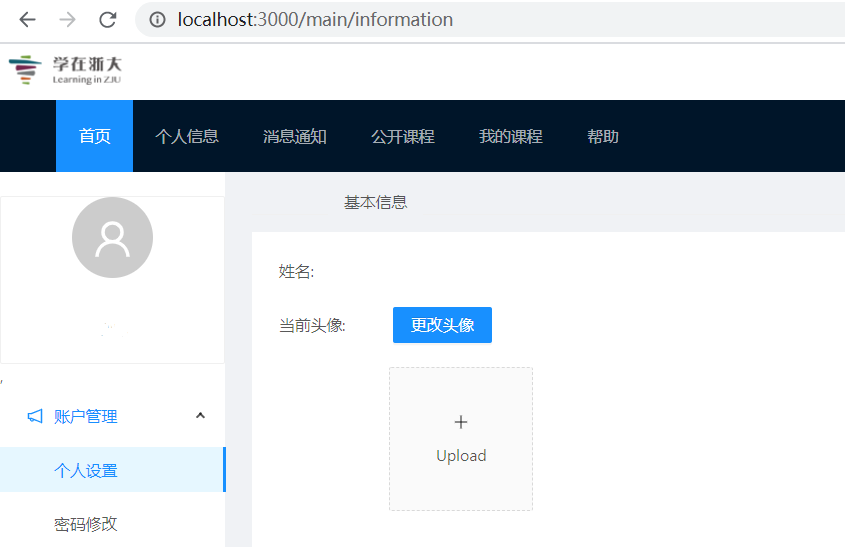 localhost:3000/main/information
学在浙大
Learning in ZJU
首页 个人信息 消息通知 公开课程 我的课程 帮助
基本信息
姓名:
当前头像: 更改头像
,
账户管理
Upload
个人设置
密码修改